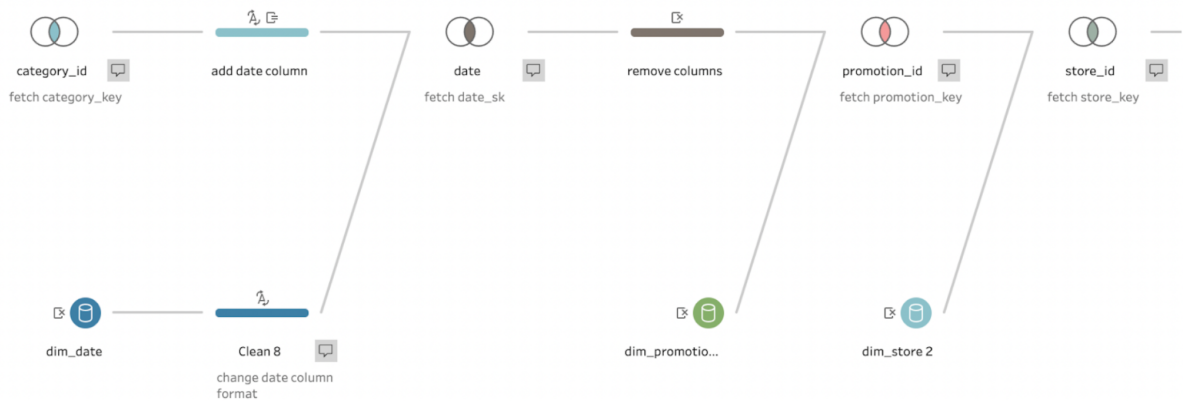 category_id
add date column
date
remove columns
promotion_id
store_id
fetch category_key
fetch date_sk
fetch promotion_key
fetch store_key
dim_date
Clean 8
dim_promotio...
dim_store 2
change date column
format